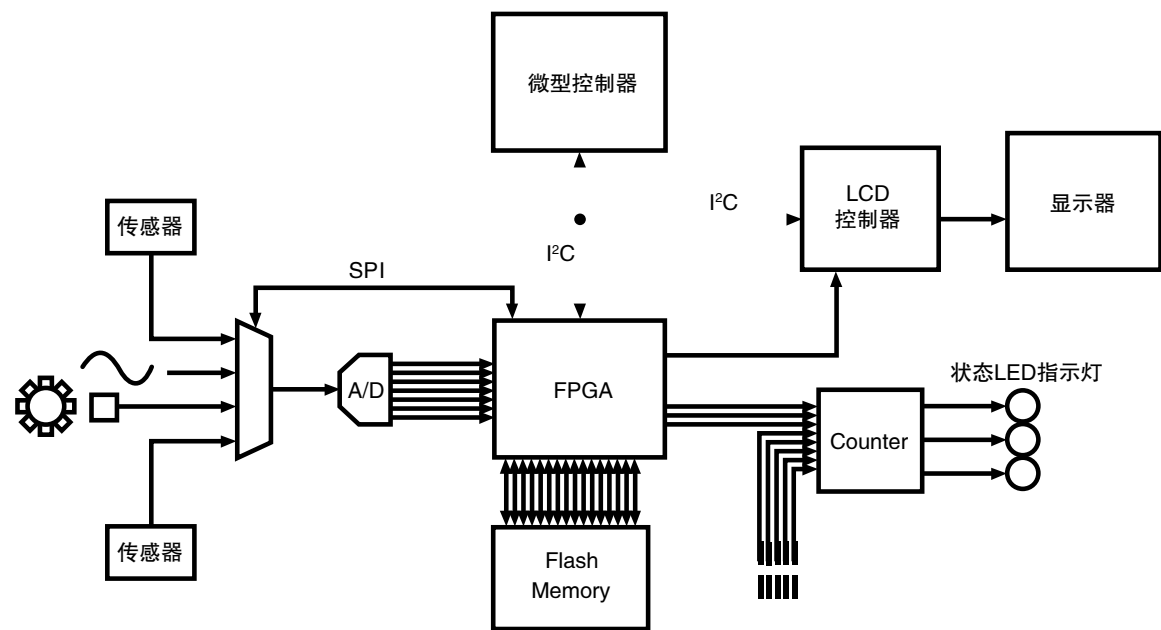 微型控制器
传感器
I²C
LCD
控制器
显示器
I²C
SPI
A/D
FPGA
状态LED指示灯
Counter
传感器
Flash
Memory